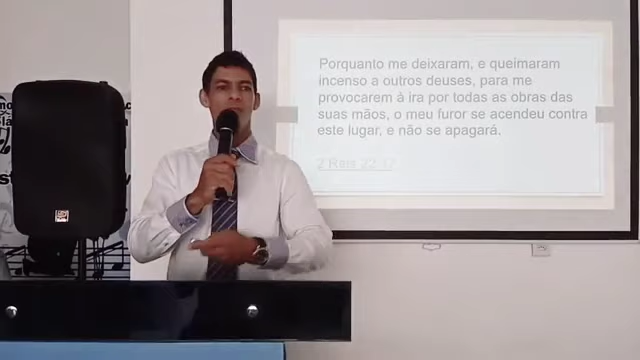 Porquanto me deixaram, e queimaram
incenso a outros deuses, para me
provocarem à ira por todas as obras das
suas mãos, o meu furor se acendeu contra
este lugar, e não se apagará.
2 Reis 22:17